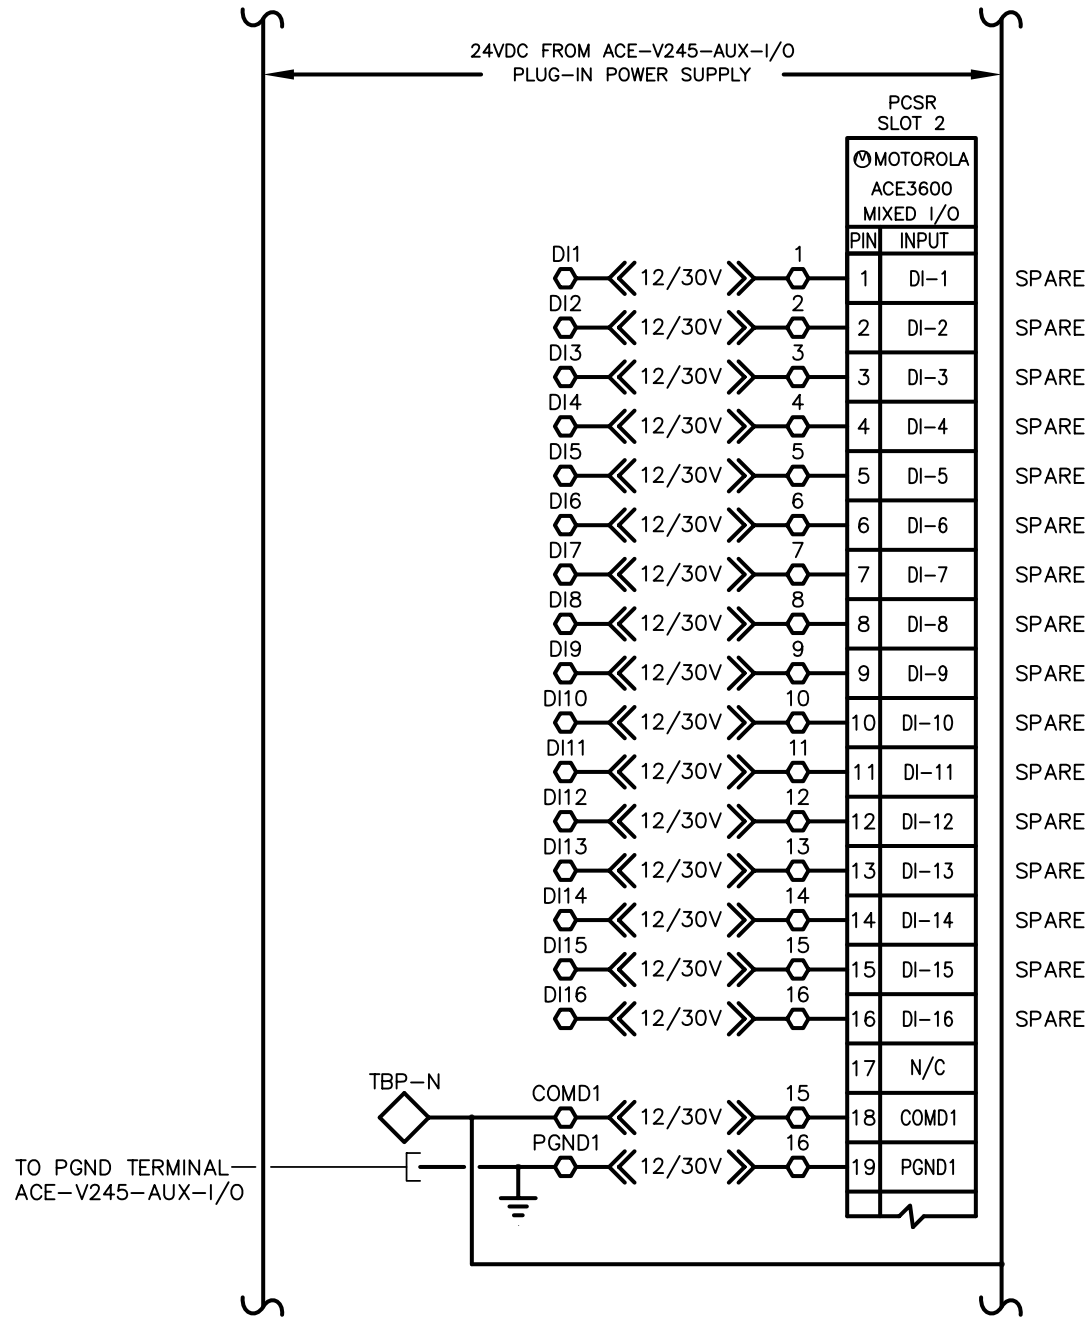 24VDC FROM ACE-V245-AUX-I/O
PLUG-IN POWER SUPPLY
PCSR
SLOT 2
MOTOROLA
ACE3600
MIXED I/O
PIN INPUT
DI1 1
12/30V 1 DI-1 SPARE
DI2 2
12/30V 2 DI-2 SPARE
DI3 3
12/30V 3 DI-3 SPARE
DI4 4
12/30V 4 DI-4 SPARE
DI5 5
12/30V 5 DI-5 SPARE
DI6 6
12/30V 6 DI-6 SPARE
DI7 7
12/30V 7 DI-7 SPARE
DI8 8
12/30V 8 DI-8 SPARE
DI9 9
12/30V 9 DI-9 SPARE
DI10 10
12/30V 10 DI-10 SPARE
DI11 11
12/30V 11 DI-11 SPARE
DI12 12
12/30V 12 DI-12 SPARE
DI13 13
12/30V 13 DI-13 SPARE
DI14 14
12/30V 14 DI-14 SPARE
DI15 15
12/30V 15 DI-15 SPARE
DI16 16
12/30V 16 DI-16 SPARE
17 N/C
TBP-N COMD1 15
12/30V 18 COMD1
PGND1 16
TO PGND TERMINAL 12/30V 19 PGND1
ACE-V245-AUX-I/O